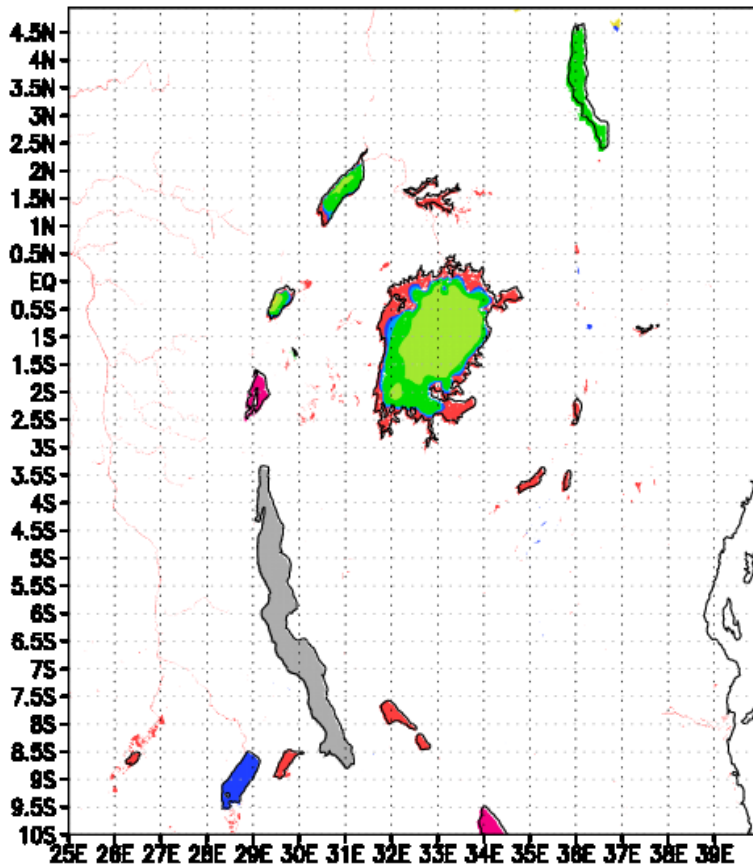 4.5N
4N
3.5N
3N
2.5N
2N
1.5N
1N
0.5N
EQ
0.5S
1S
1.5S
2S
2.5S
3S
3.5S
4S
4.5S
5S
5.5S
6S
6.5S
7S
7.5S
8S
8.5S
9S
9.5S
10S
25E 26E 27E 28E 29E 30E 31E 32E 33E 34E 35E 36E 37E 38E 39E